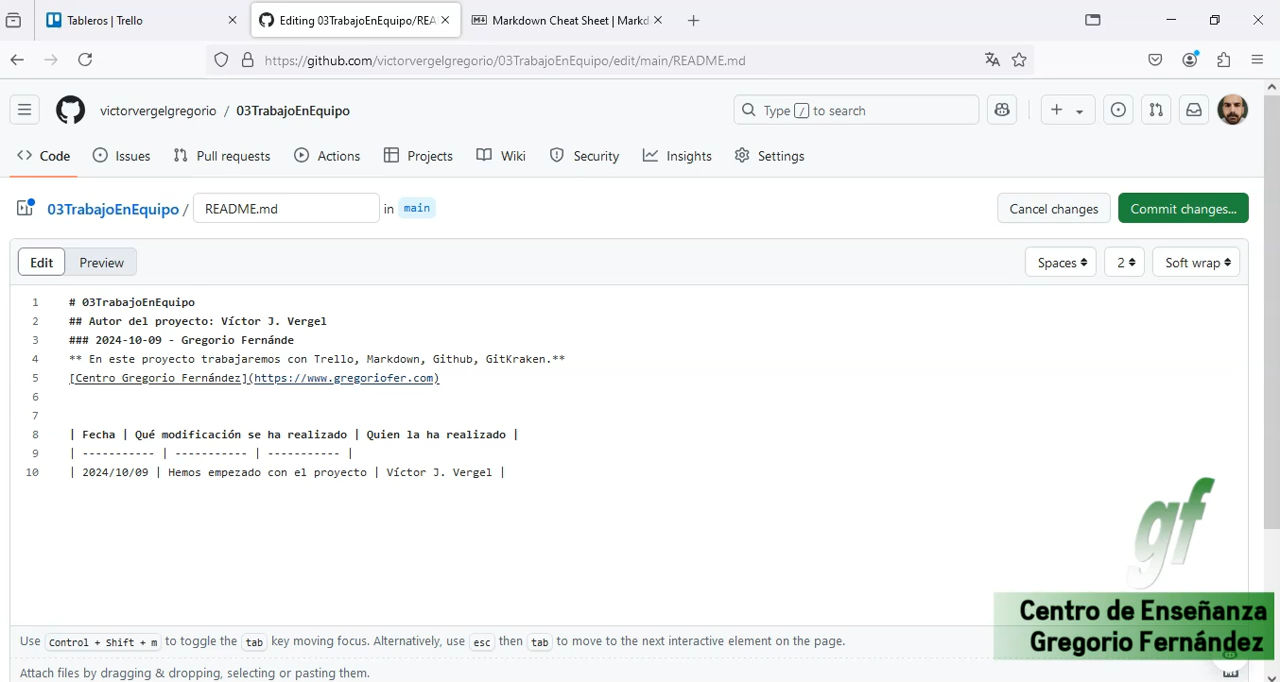 Tableros | Trello
Editing 03TrabajoEnEquipo/REA
Markdown Cheat Sheet | Markd
https://github.com/victorvergelgregorio/03TrabajoEnEquipo/edit/main/README.md
victorvergelgregorio / 03TrabajoEnEquipo
Type / to search
Code Issues Pull requests Actions Projects Wiki Security Insights Settings
03TrabajoEnEquipo / README.md in main
Cancel changes Commit changes...
Edit Preview
Spaces 2 Soft wrap
1 # 03TrabajoEnEquipo
2 ## Autor del proyecto: Víctor J. Vergel
3 ### 2024-10-09 - Gregorio Fernánde
4 ** En este proyecto trabajaremos con Trello, Markdown, Github, GitKraken.**
5 [Centro Gregorio Fernández](https://www.gregoriofer.com)
6
7
8 | Fecha | Qué modificación se ha realizado | Quien la ha realizado |
9 | ----------- | ----------- | ----------- |
10 | 2024/10/09 | Hemos empezado con el proyecto | Víctor J. Vergel |
gf
Centro de Enseñanza
Gregorio Fernández
Use Control + Shift + m to toggle the tab key moving focus. Alternatively, use esc then tab to move to the next interactive element on the page.
Attach files by dragging & dropping, selecting or pasting them.